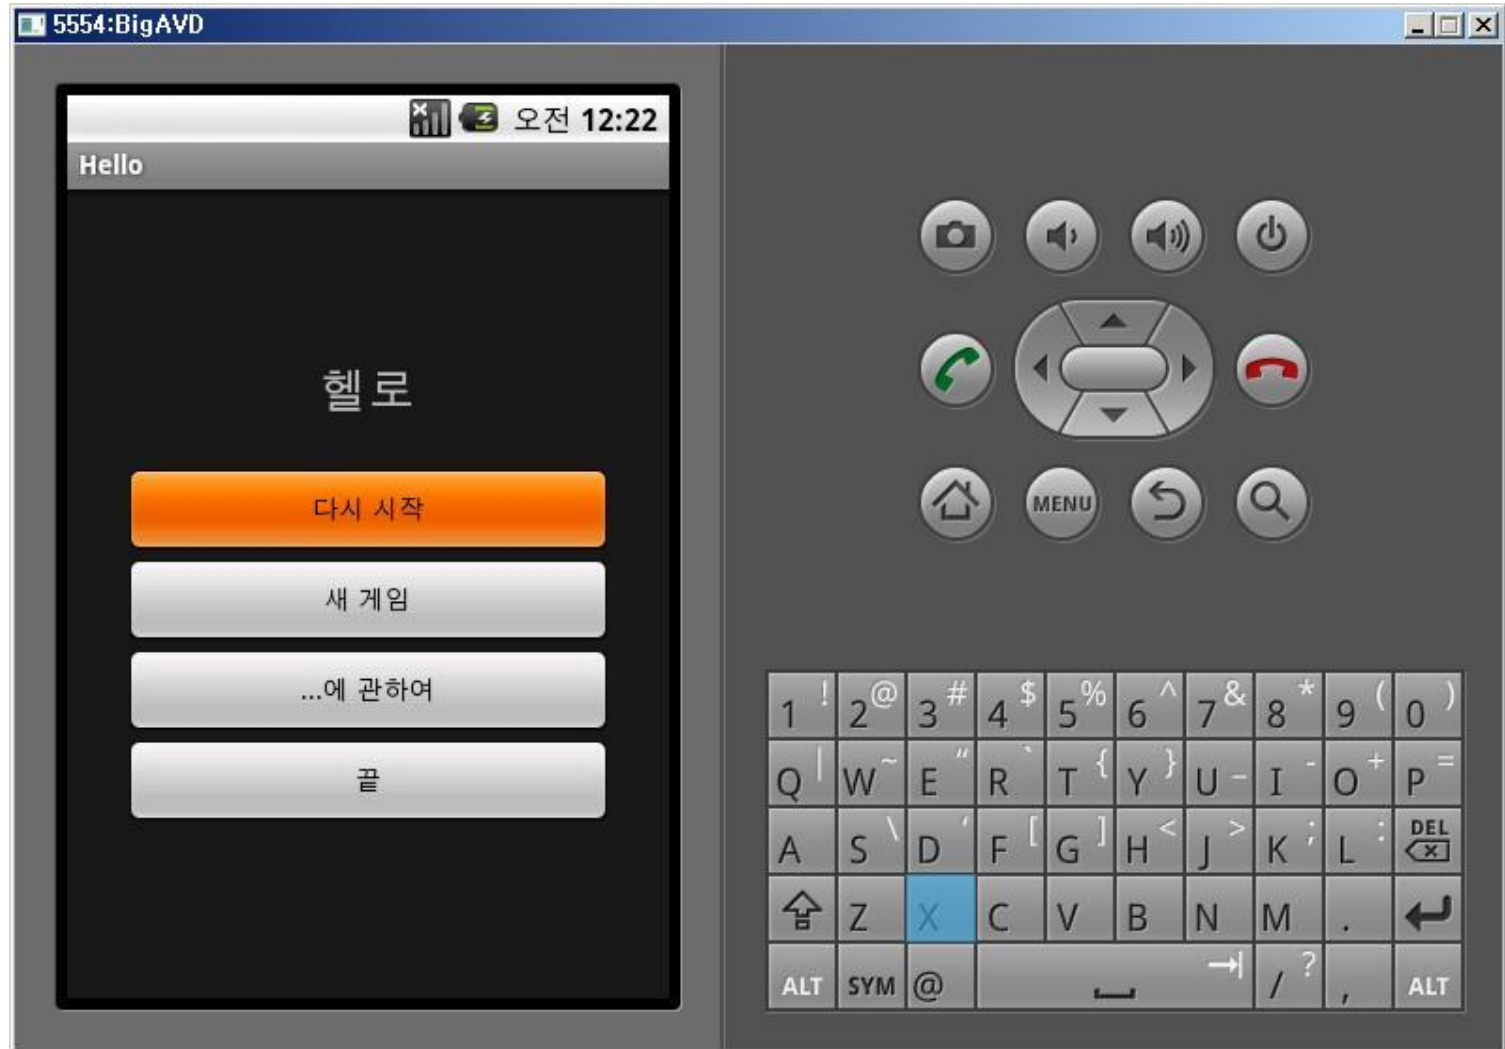 5554:BigAVD
오전 12:22
Hello
헬로
다시 시작
새 게임
...에 관하여
끝
MENU
1 ! 2 @ 3 # 4 $ 5 % 6 ^ 7 & 8 * 9 ( 0 )
Q | W ~ E " R ` T { Y } U _ I - O + P =
A S \ D ' F [ G ] H < J > K ; L : DEL
Z X C V B N M .
ALT SYM @ / ? , ALT